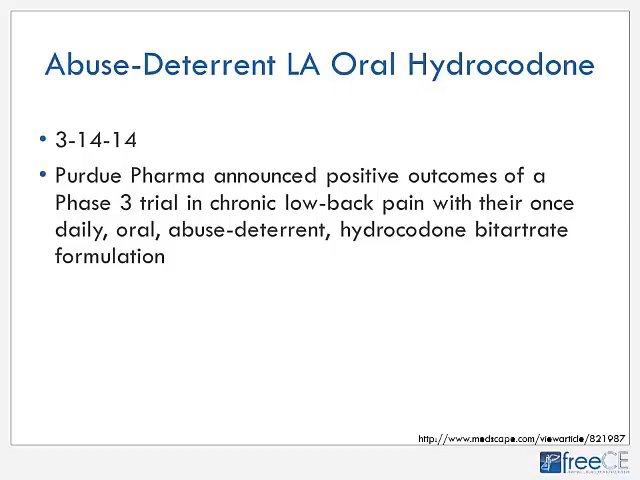 Abuse-Deterrent LA Oral Hydrocodone
• 3-14-14
• Purdue Pharma announced positive outcomes of a
Phase 3 trial in chronic low-back pain with their once
daily, oral, abuse-deterrent, hydrocodone bitartrate
formulation
http://www.medscape.com/viewarticle/821987
freeCE